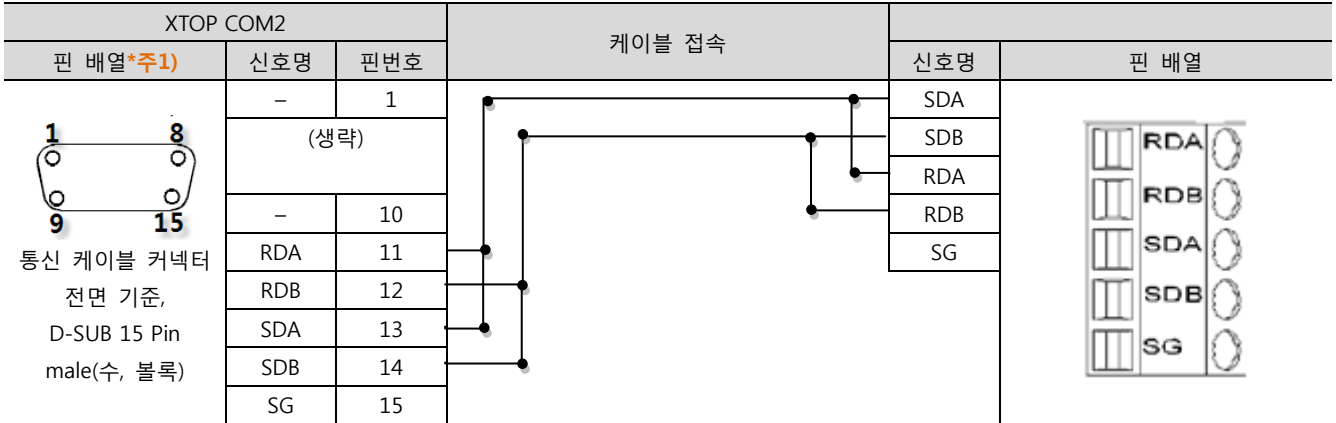 XTOP COM2
케이블 접속
핀 배열*주1)
신호명
핀번호
신호명
핀 배열
1 8
9 15
통신 케이블 커넥터
전면 기준,
D-SUB 15 Pin
male(수, 볼록)
– 1
(생략)
– 10
RDA 11
RDB 12
SDA 13
SDB 14
SG 15
SDA
SDB
RDA
RDB
SG
RDA
RDB
SDA
SDB
SG